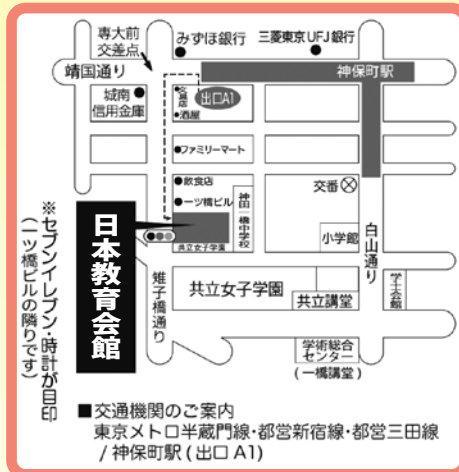 専大前
交差点
みずほ銀行
三菱東京UFJ銀行
靖国通り
神保町駅
城南
信用金庫
文具店
出口A1
酒屋
ファミリーマート
飲食店
一ツ橋ビル
神田一橋中学校
交番
小学館
白山通り
日本教育会館
共立女子学園
共立女子学園
共立講堂
学士会館
雉子橋通り
学術総合
センター
(一橋講堂)
※セブンイレブン・時計が目印
(一ツ橋ビルの隣りです)
■交通機関のご案内
東京メトロ半蔵門線・都営新宿線・都営三田線
/ 神保町駅(出口A1)